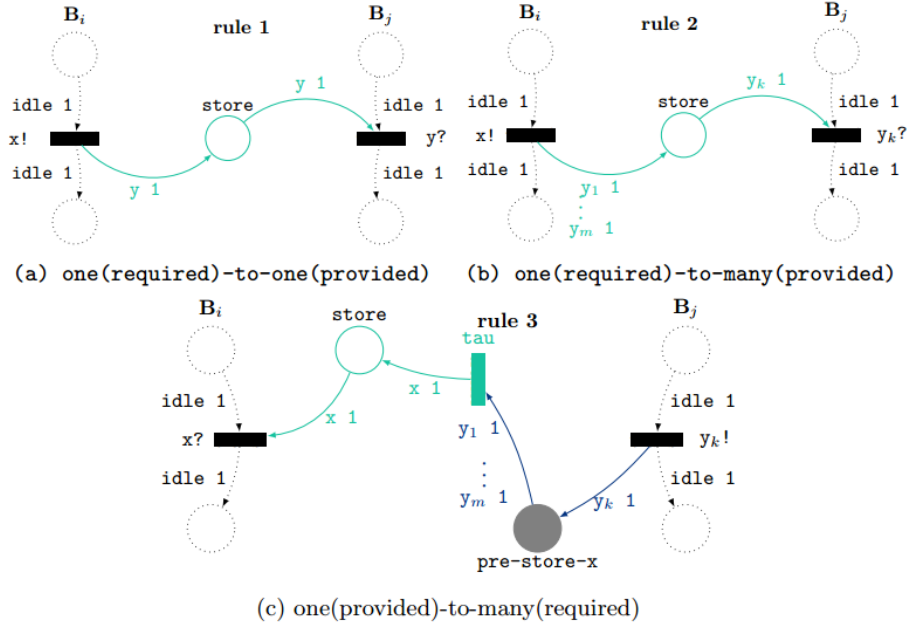 B_i rule 1 B_j
idle 1 y 1 store idle 1
x! y?
idle 1 y 1 idle 1
(a) one(required)-to-one(provided)
B_i rule 2 B_j
idle 1 y_k 1 store idle 1
x! y_k?
idle 1 y_1 1 idle 1
⋮
y_m 1
(b) one(required)-to-many(provided)
B_i store rule 3 B_j
tau
idle 1 x 1 idle 1
x? x 1 y_1 1 y_k!
idle 1 ⋮ idle 1
y_m 1 y_k 1
pre-store-x
(c) one(provided)-to-many(required)